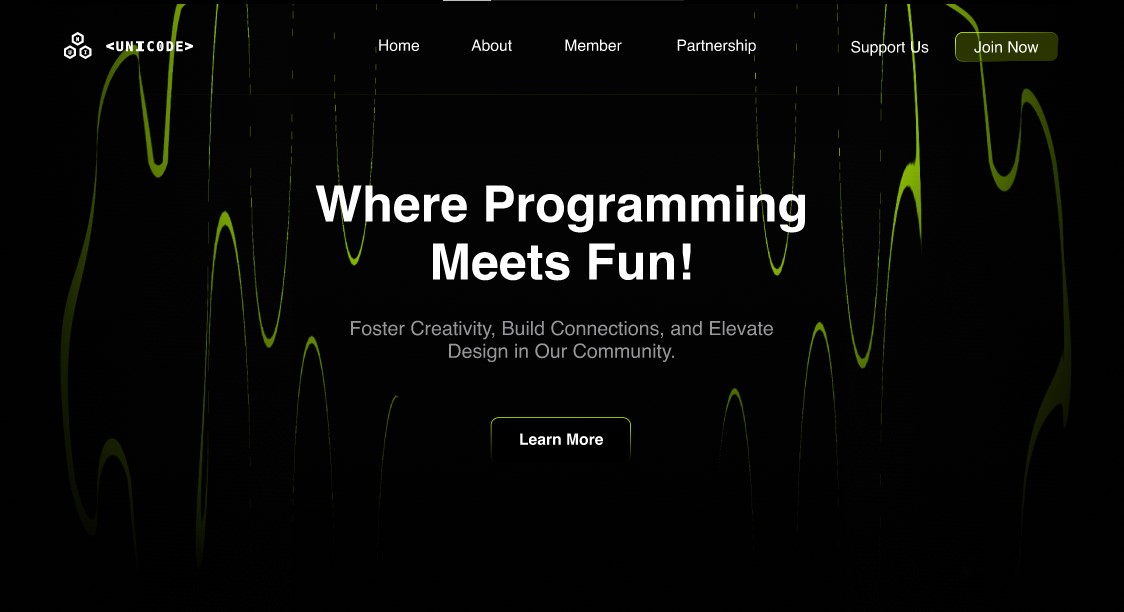 <UNIC0DE>
Home
About
Member
Partnership
Support Us
Join Now
Where Programming
Meets Fun!
Foster Creativity, Build Connections, and Elevate
Design in Our Community.
Learn More